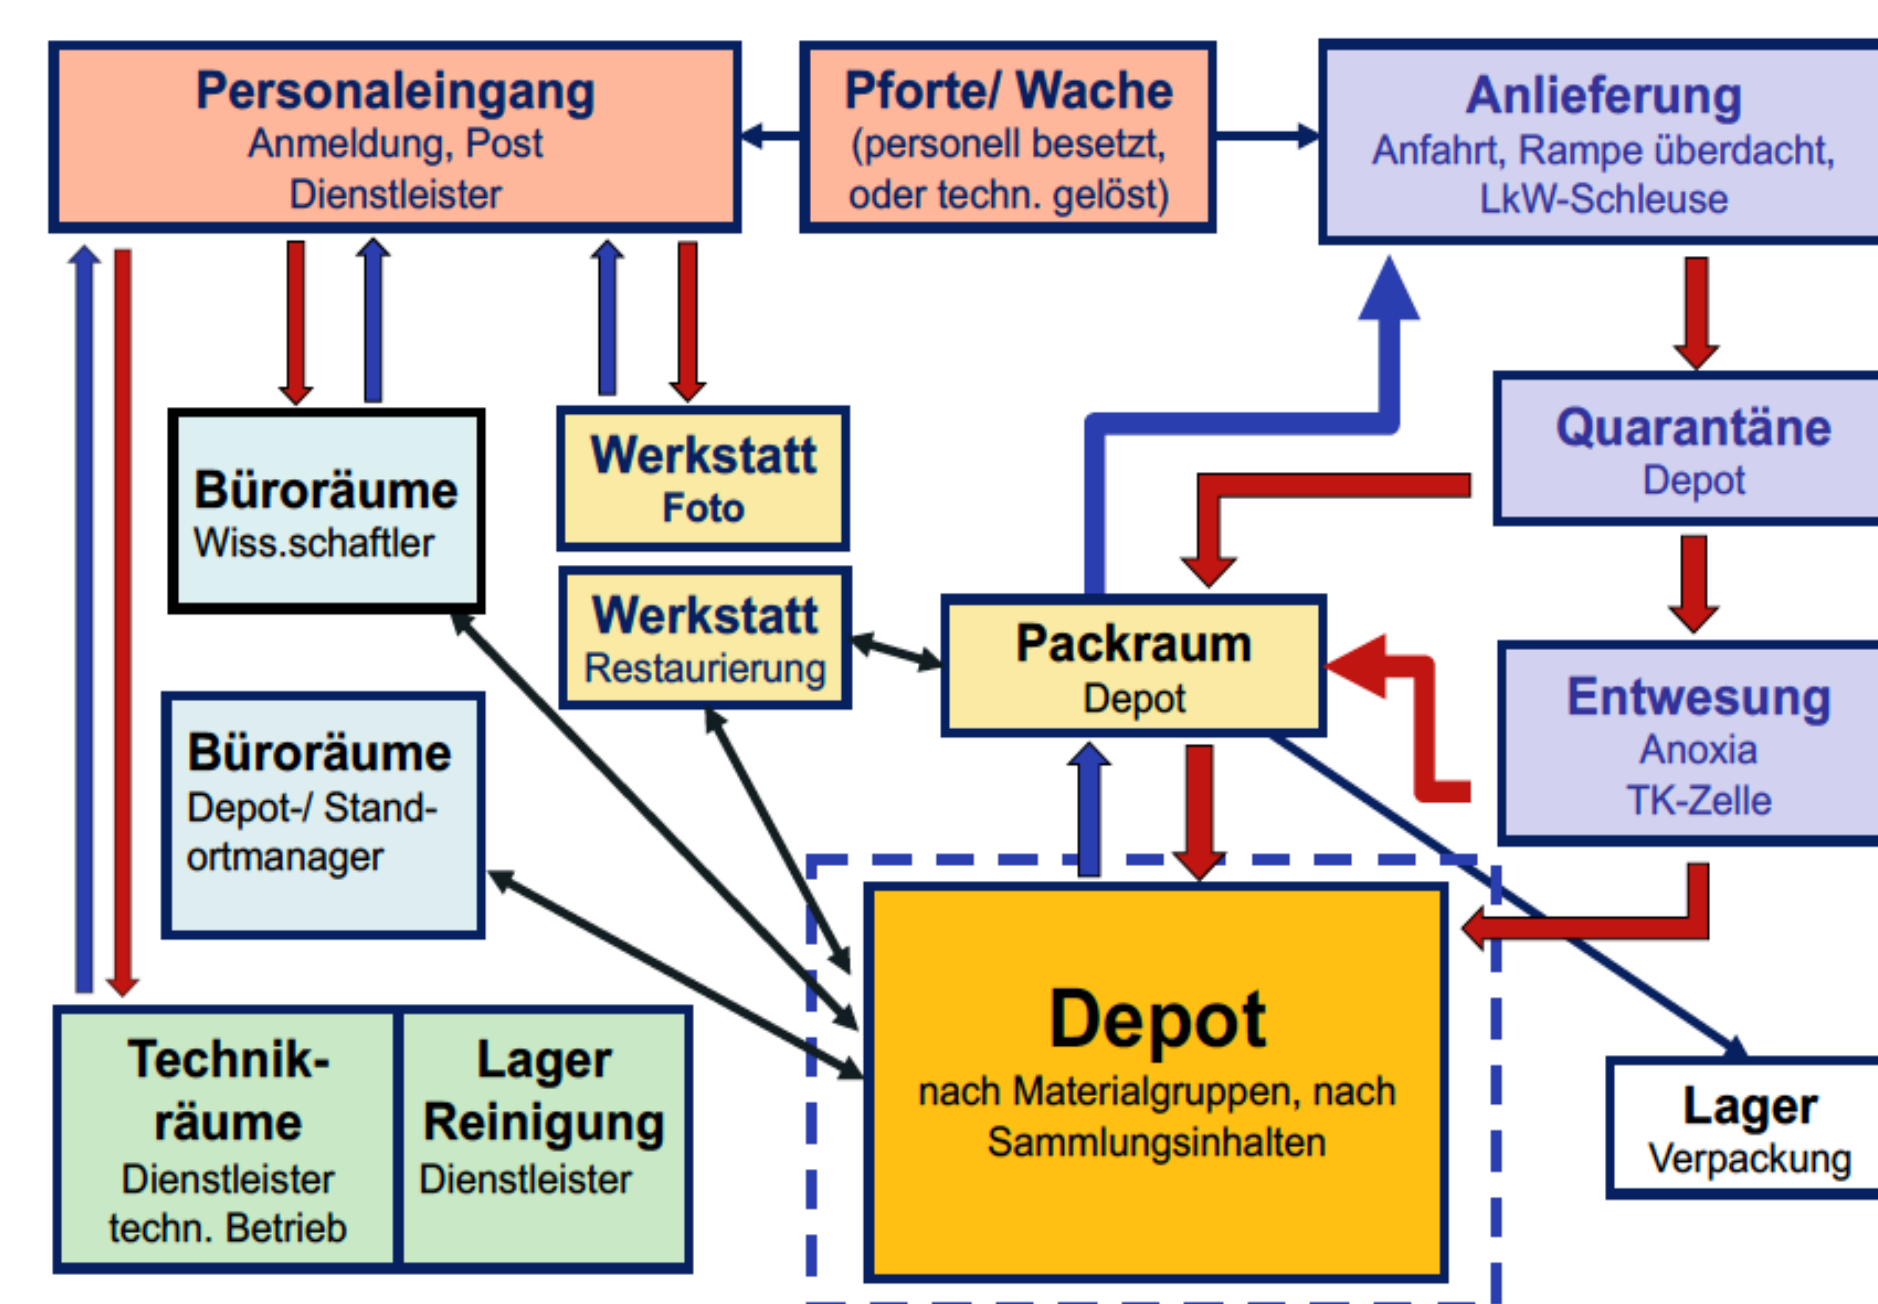 Personaleingang
Anmeldung, Post
Dienstleister
Pforte/ Wache
(personell besetzt,
oder techn. gelöst)
Anlieferung
Anfahrt, Rampe überdacht,
LkW-Schleuse
Büroräume
Wiss.schaftler
Werkstatt
Foto
Quarantäne
Depot
Werkstatt
Restaurierung
Packraum
Depot
Entwesung
Anoxia
TK-Zelle
Büroräume
Depot-/ Stand-
ortmanager
Technik-
räume
Dienstleister
techn. Betrieb
Lager
Reinigung
Dienstleister
Depot
nach Materialgruppen, nach
Sammlungsinhalten
Lager
Verpackung